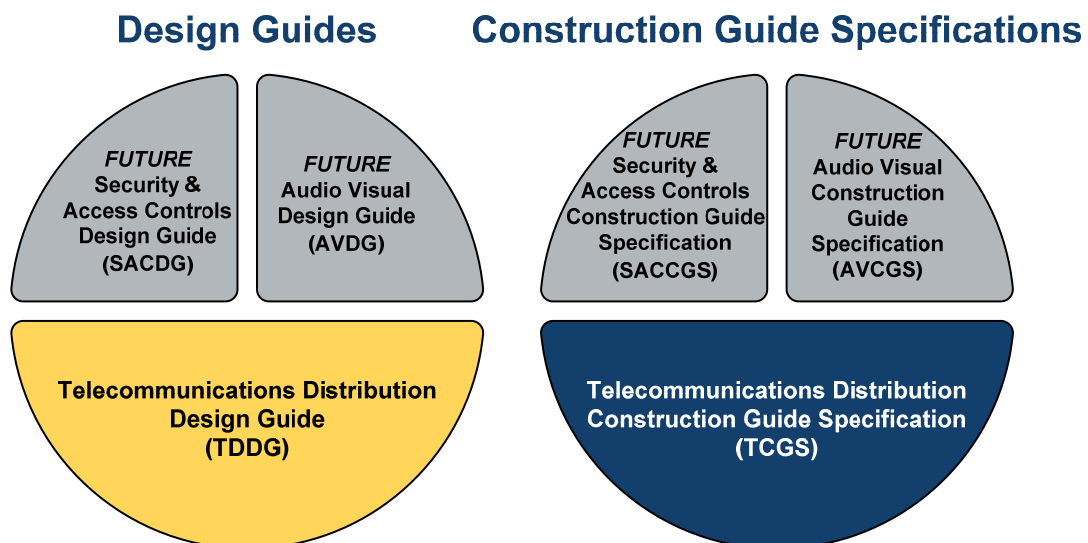 Design Guides
Construction Guide Specifications
FUTURE
Security &
Access Controls
Design Guide
(SACDG)
FUTURE
Audio Visual
Design Guide
(AVDG)
FUTURE
Security &
Access Controls
Construction Guide
Specification
(SACCGS)
FUTURE
Audio Visual
Construction
Guide
Specification
(AVCGS)
Telecommunications Distribution
Design Guide
(TDDG)
Telecommunications Distribution
Construction Guide Specification
(TCGS)